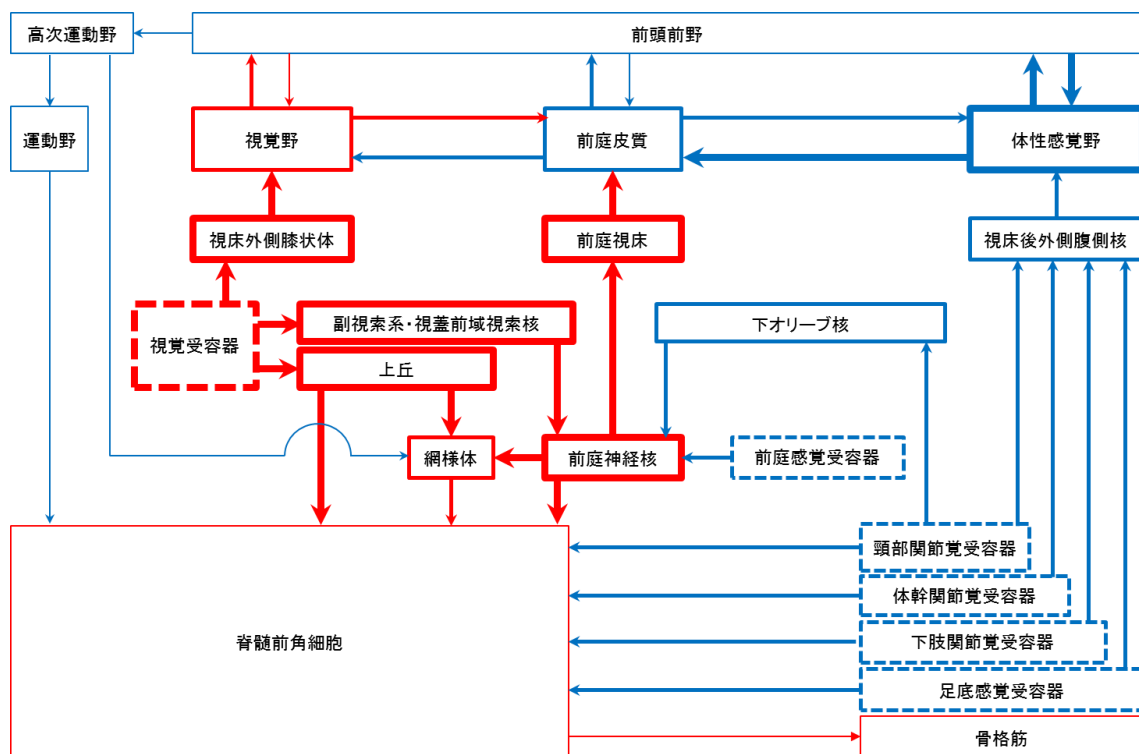 高次運動野
前頭前野
運動野
視覚野
前庭皮質
体性感覚野
視床外側膝状体
前庭視床
視床後外側腹側核
視覚受容器
副視索系・視蓋前域視索核
下オリーブ核
上丘
網様体
前庭神経核
前庭感覚受容器
頸部関節覚受容器
体幹関節覚受容器
脊髄前角細胞
下肢関節覚受容器
足底感覚受容器
骨格筋